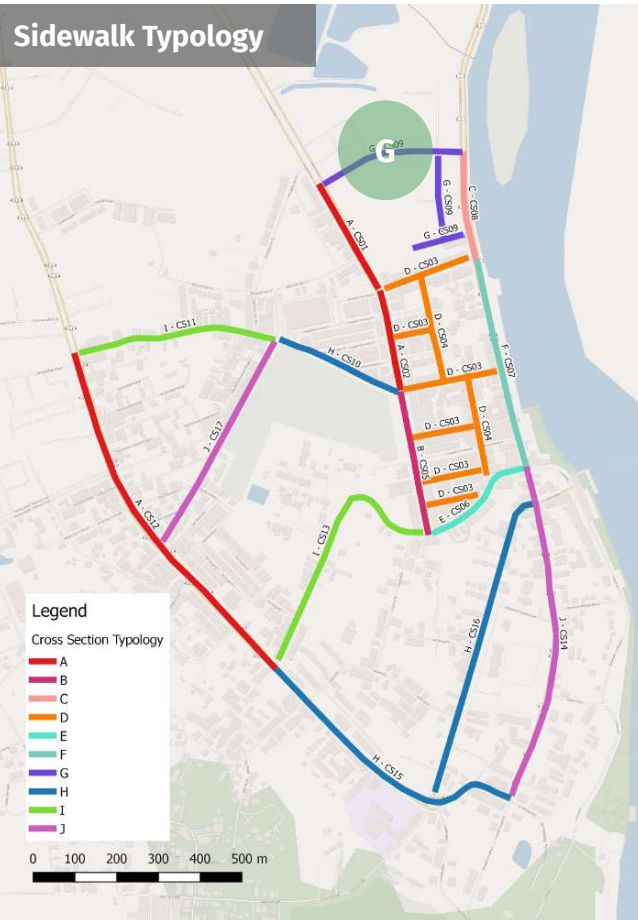 Sidewalk Typology
G - CS09
G
A - CS01
G - CS09
C - CS08
G - CS09
D - CS03
I - CS11
H - CS10
D - CS03
A - CS02
D - CS04
D - CS03
F - CS07
J - CS17
D - CS03
B - CS05
D - CS04
D - CS03
D - CS03
E - CS06
A - CS12
I - CS13
H - CS16
J - CS14
H - CS15
Legend
Cross Section Typology
A
B
C
D
E
F
G
H
I
J
0 100 200 300 400 500 m